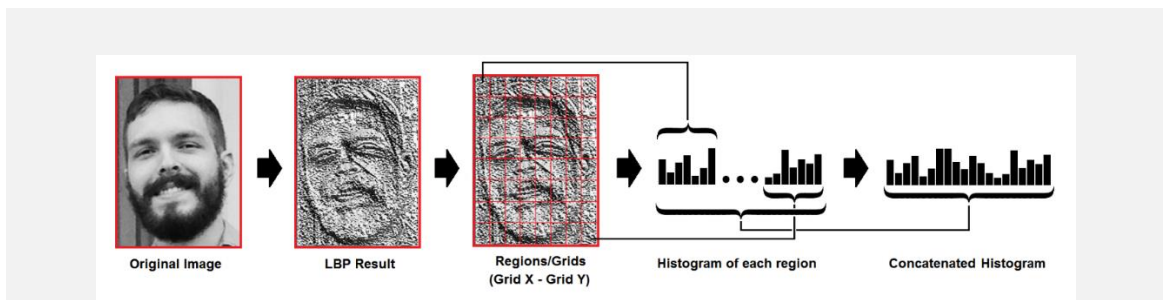 Original Image
LBP Result
Regions/Grids
(Grid X - Grid Y)
Histogram of each region
Concatenated Histogram